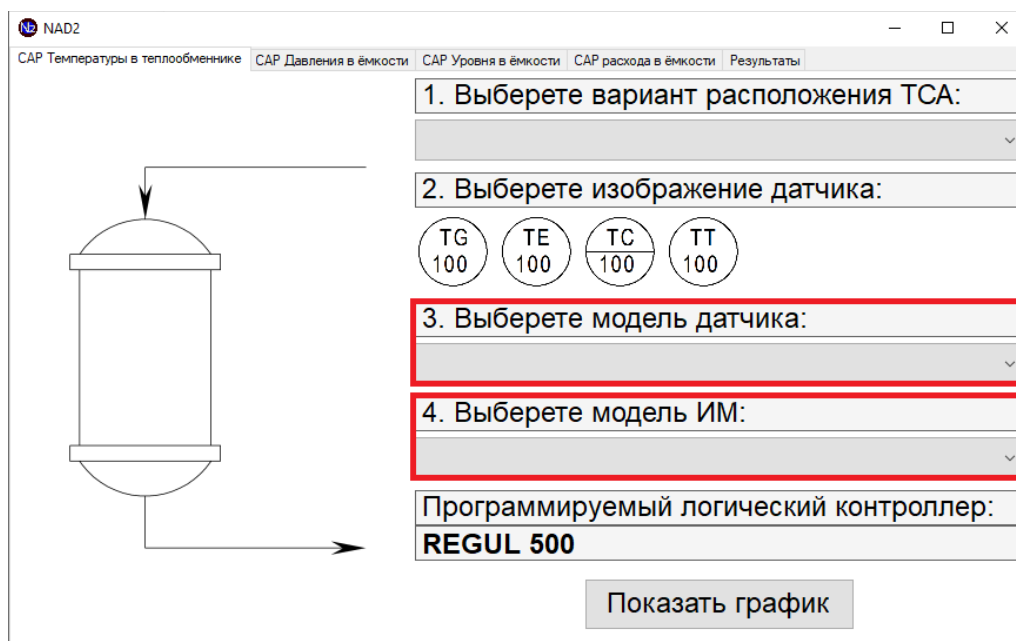 NAD2
САР Температуры в теплообменнике САР Давления в ёмкости САР Уровня в ёмкости САР расхода в ёмкости Результаты
1. Выберете вариант расположения ТСА:
2. Выберете изображение датчика:
TG TE TC TT
100 100 100 100
3. Выберете модель датчика:
4. Выберете модель ИМ:
Программируемый логический контроллер:
REGUL 500
Показать график